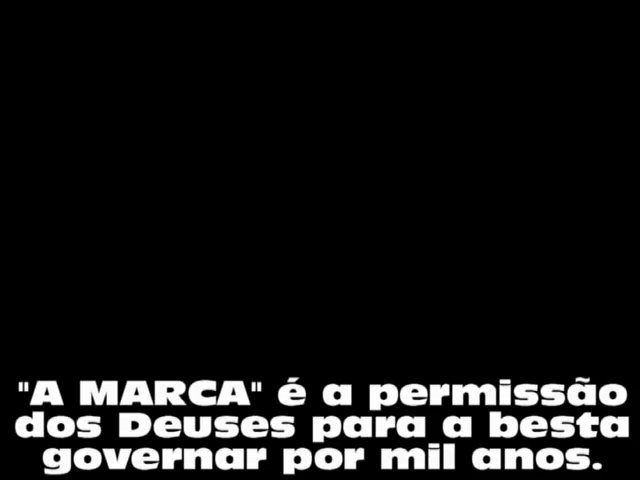 "A MARCA" é a permissão
dos Deuses para a besta
governar por mil anos.